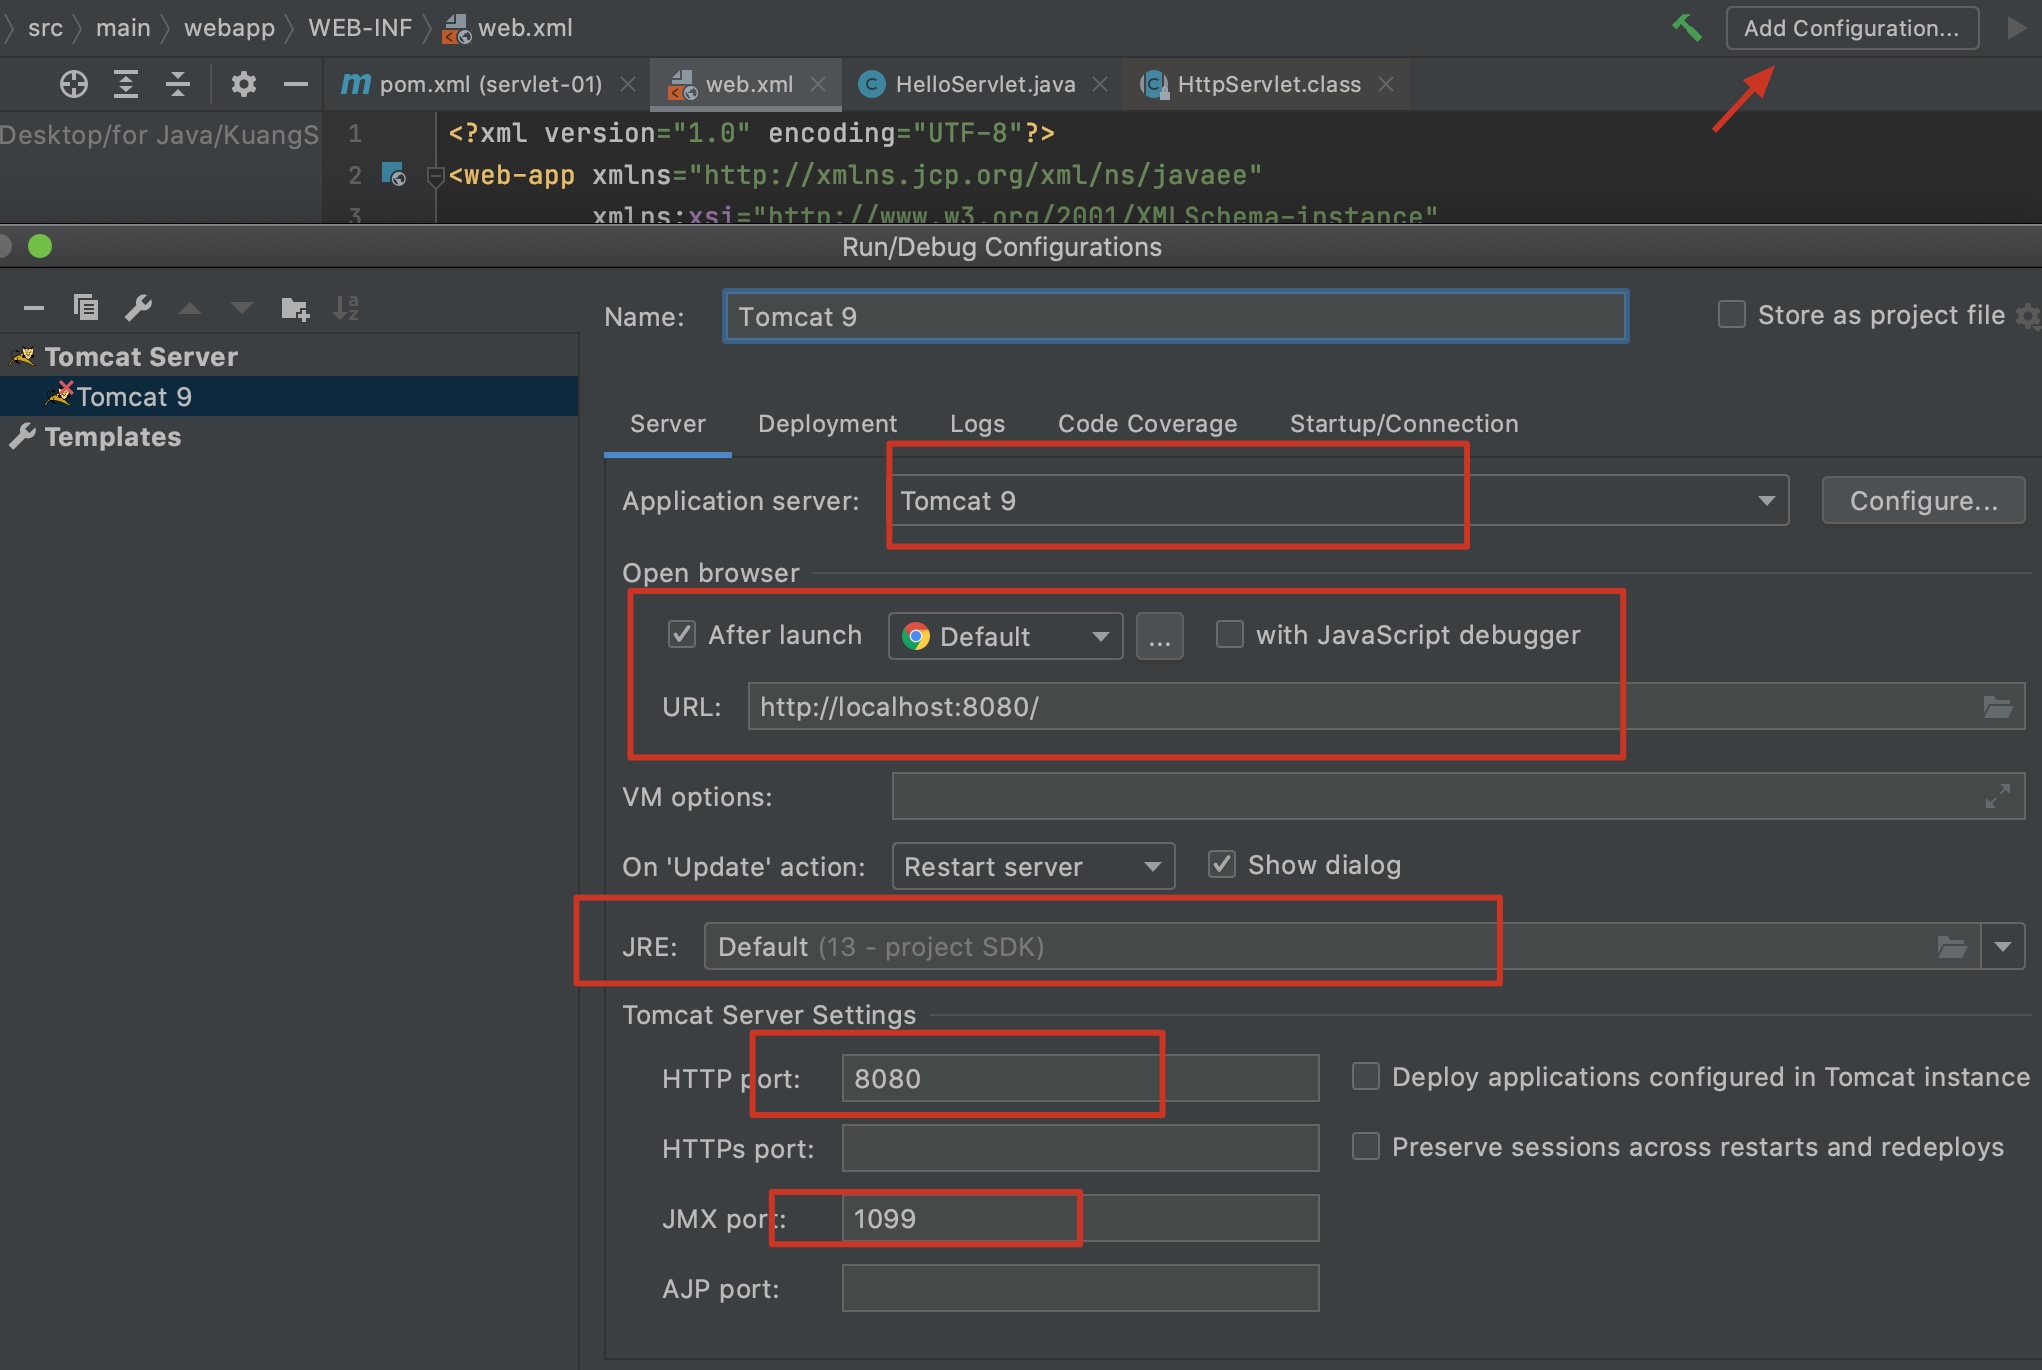 src main webapp WEB-INF web.xml Add Configuration...
pom.xml (servlet-01) web.xml HelloServlet.java HttpServlet.class
Desktop/for Java/KuangS
1 <?xml version="1.0" encoding="UTF-8"?>
2 <web-app xmlns="http://xmlns.jcp.org/xml/ns/javaee"
3 xmlns:xsi="http://www.w3.org/2001/XMLSchema-instance"
Run/Debug Configurations
Name: Tomcat 9 Store as project file
Tomcat Server
Tomcat 9
Templates
Server Deployment Logs Code Coverage Startup/Connection
Application server: Tomcat 9 Configure...
Open browser
After launch Default ... with JavaScript debugger
URL: http://localhost:8080/
VM options:
On 'Update' action: Restart server Show dialog
JRE: Default (13 - project SDK)
Tomcat Server Settings
HTTP port: 8080 Deploy applications configured in Tomcat instance
HTTPs port: Preserve sessions across restarts and redeploys
JMX port: 1099
AJP port: